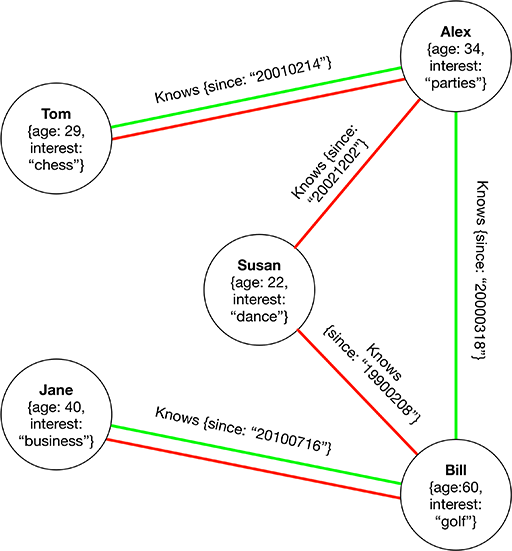 Alex
{age: 34,
interest:
“parties”}
Knows {since: “20010214”}
Tom
{age: 29,
interest:
“chess”}
Knows {since:
“20021202”}
Knows {since: “20000318”}
Susan
{age: 22,
interest:
“dance”}
Knows
{since: “19900208”}
Jane
{age: 40,
interest:
“business”}
Knows {since: “20100716”}
Bill
{age:60,
interest:
“golf”}